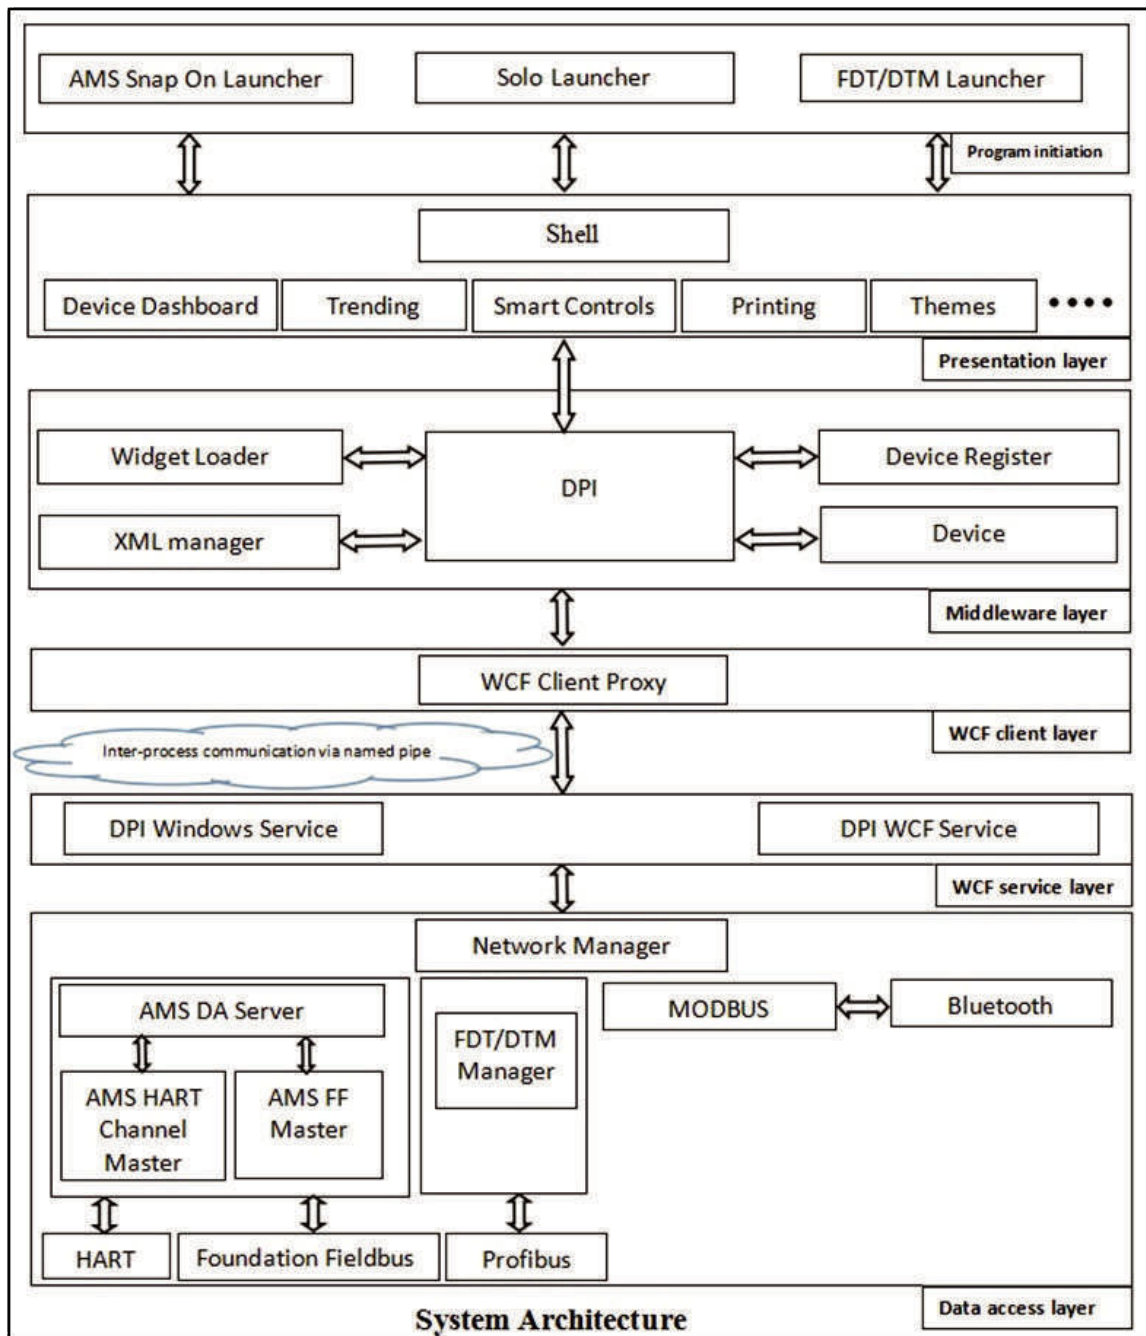 AMS Snap On Launcher
Solo Launcher
FDT/DTM Launcher
Program initiation
Shell
Device Dashboard
Trending
Smart Controls
Printing
Themes
Presentation layer
Widget Loader
DPI
Device Register
XML manager
Device
Middleware layer
WCF Client Proxy
WCF client layer
Inter-process communication via named pipe
DPI Windows Service
DPI WCF Service
WCF service layer
Network Manager
AMS DA Server
MODBUS
Bluetooth
FDT/DTM
Manager
AMS HART
Channel
Master
AMS FF
Master
HART
Foundation Fieldbus
Profibus
Data access layer
System Architecture